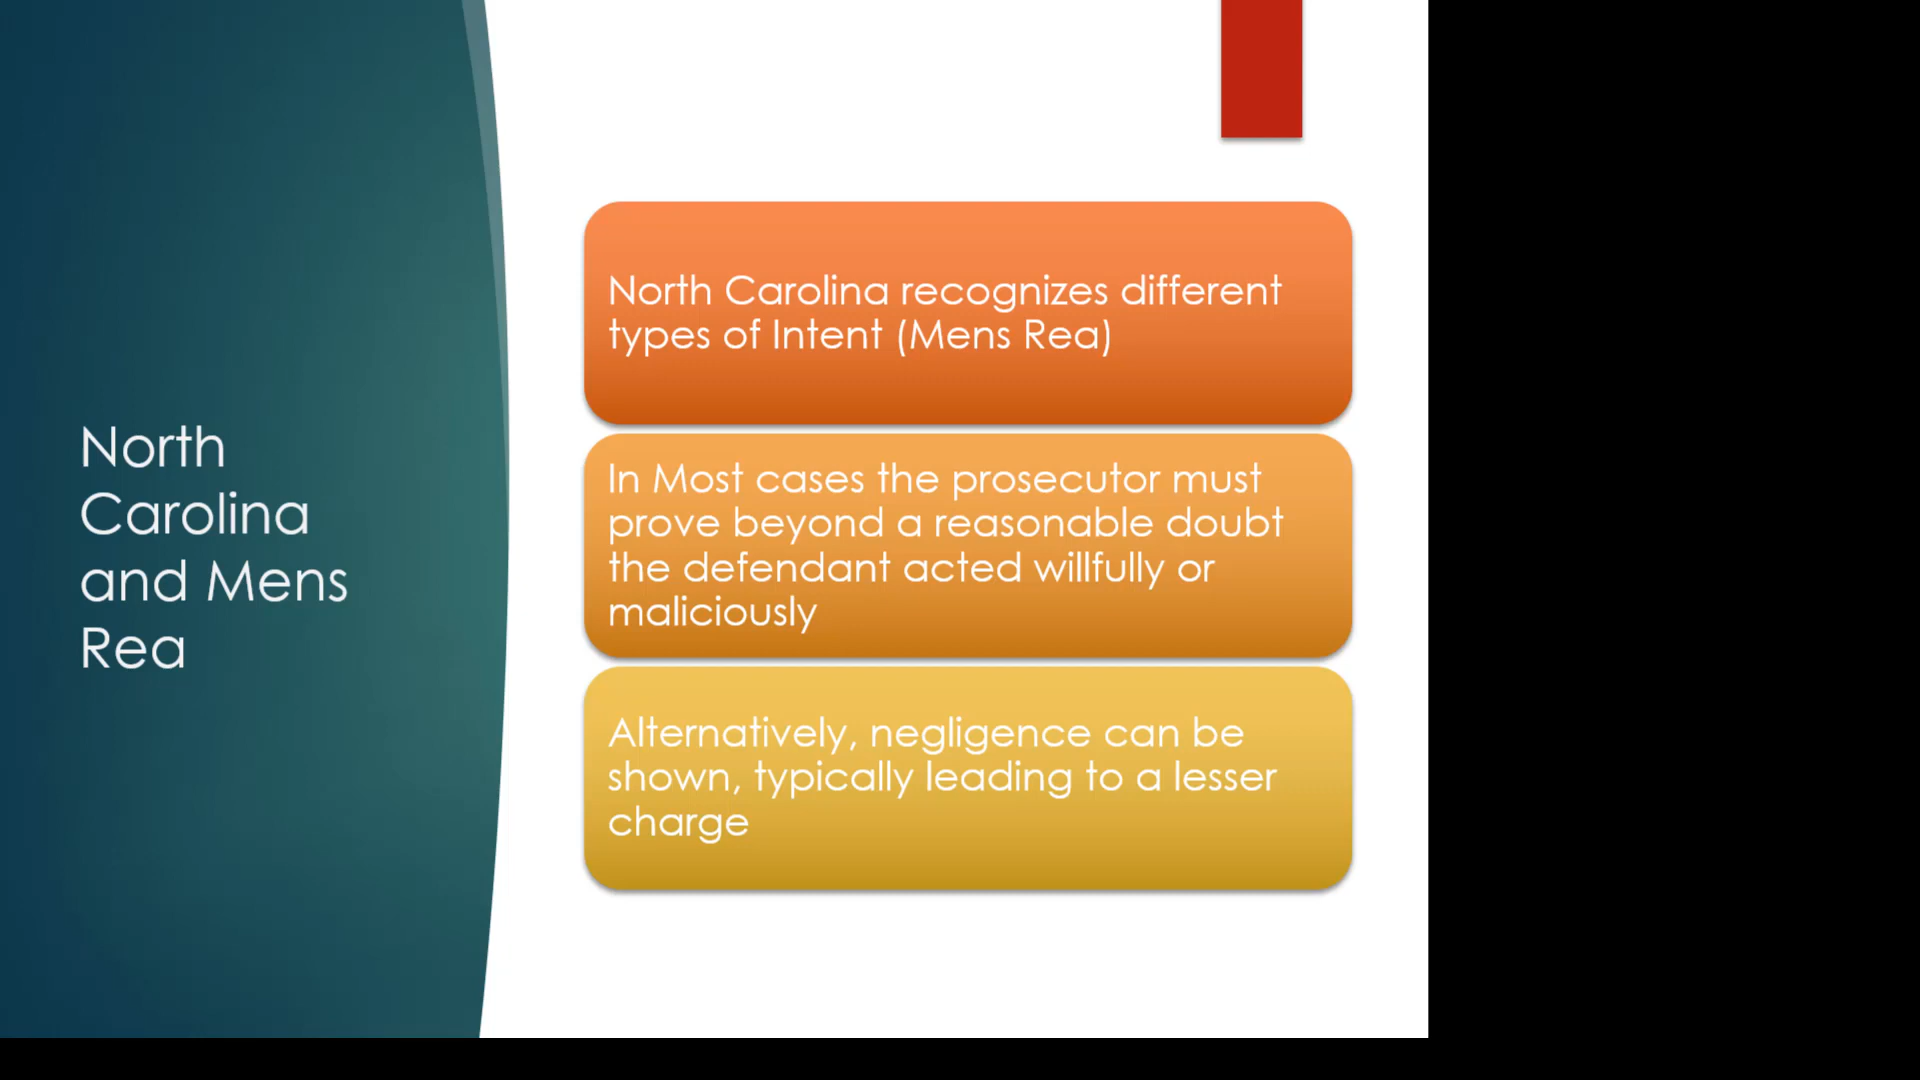 North
Carolina
and Mens
Rea
North Carolina recognizes different
types of Intent (Mens Rea)
In Most cases the prosecutor must
prove beyond a reasonable doubt
the defendant acted willfully or
maliciously
Alternatively, negligence can be
shown, typically leading to a lesser
charge